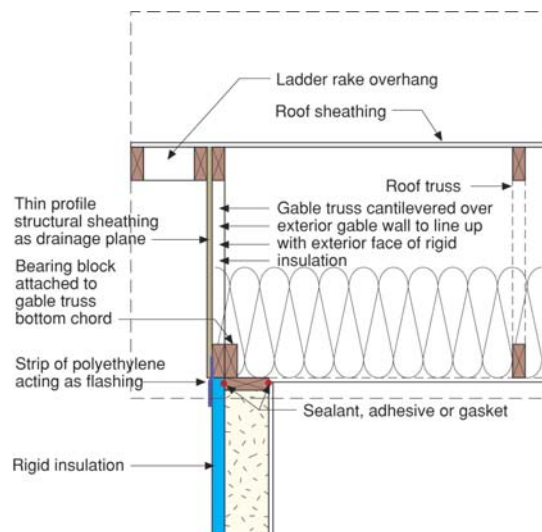 Ladder rake overhang
Roof sheathing
Roof truss
Thin profile
structural sheathing
as drainage plane
Gable truss cantilevered over
exterior gable wall to line up
with exterior face of rigid
insulation
Bearing block
attached to
gable truss
bottom chord
Strip of polyethylene
acting as flashing
Sealant, adhesive or gasket
Rigid insulation